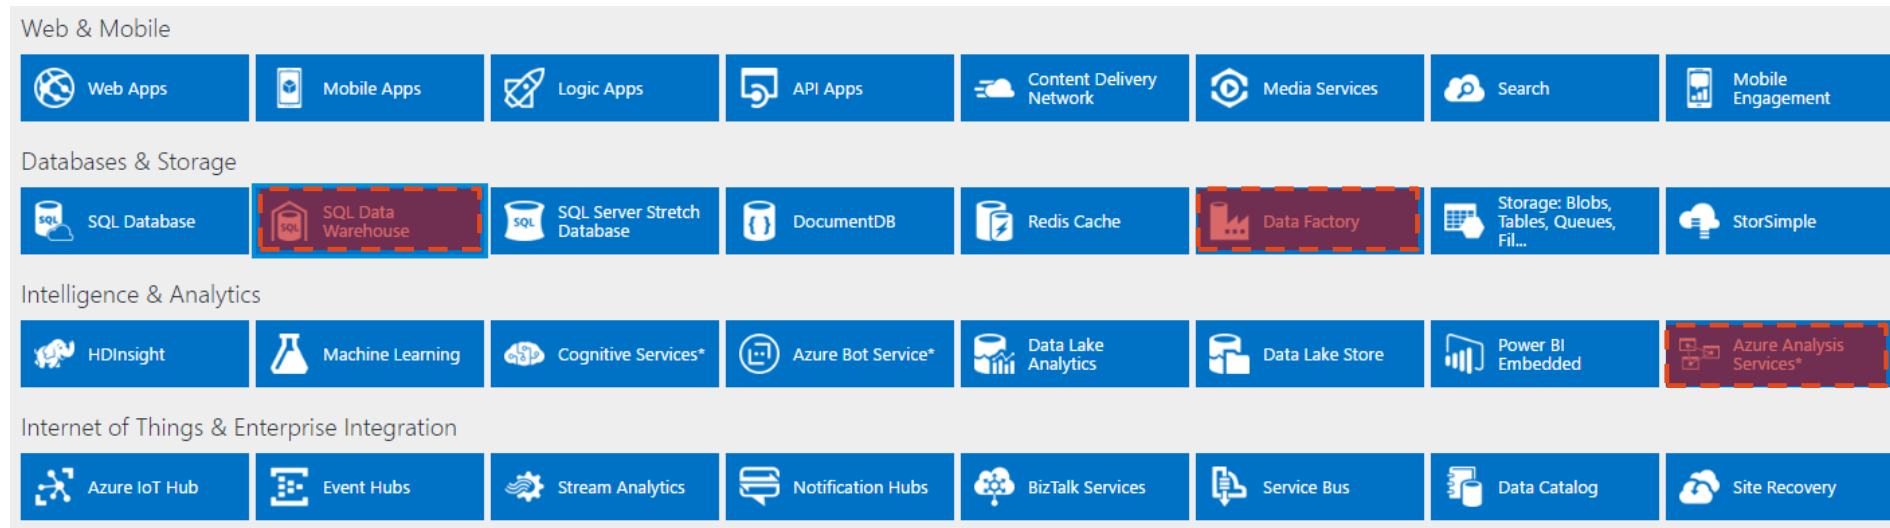 Web & Mobile
Web Apps
Mobile Apps
Logic Apps
API Apps
Content Delivery
Network
Media Services
Search
Mobile
Engagement
Databases & Storage
SQL
SQL Database
SQL
SQL Data
Warehouse
SQL
SQL Server Stretch
Database
{ }
DocumentDB
Redis Cache
Data Factory
Storage: Blobs,
Tables, Queues,
Fil...
StorSimple
Intelligence & Analytics
HDInsight
Machine Learning
Cognitive Services*
Azure Bot Service*
Data Lake
Analytics
Data Lake Store
Power BI
Embedded
Azure Analysis
Services*
Internet of Things & Enterprise Integration
Azure IoT Hub
Event Hubs
Stream Analytics
Notification Hubs
BizTalk Services
Service Bus
Data Catalog
Site Recovery